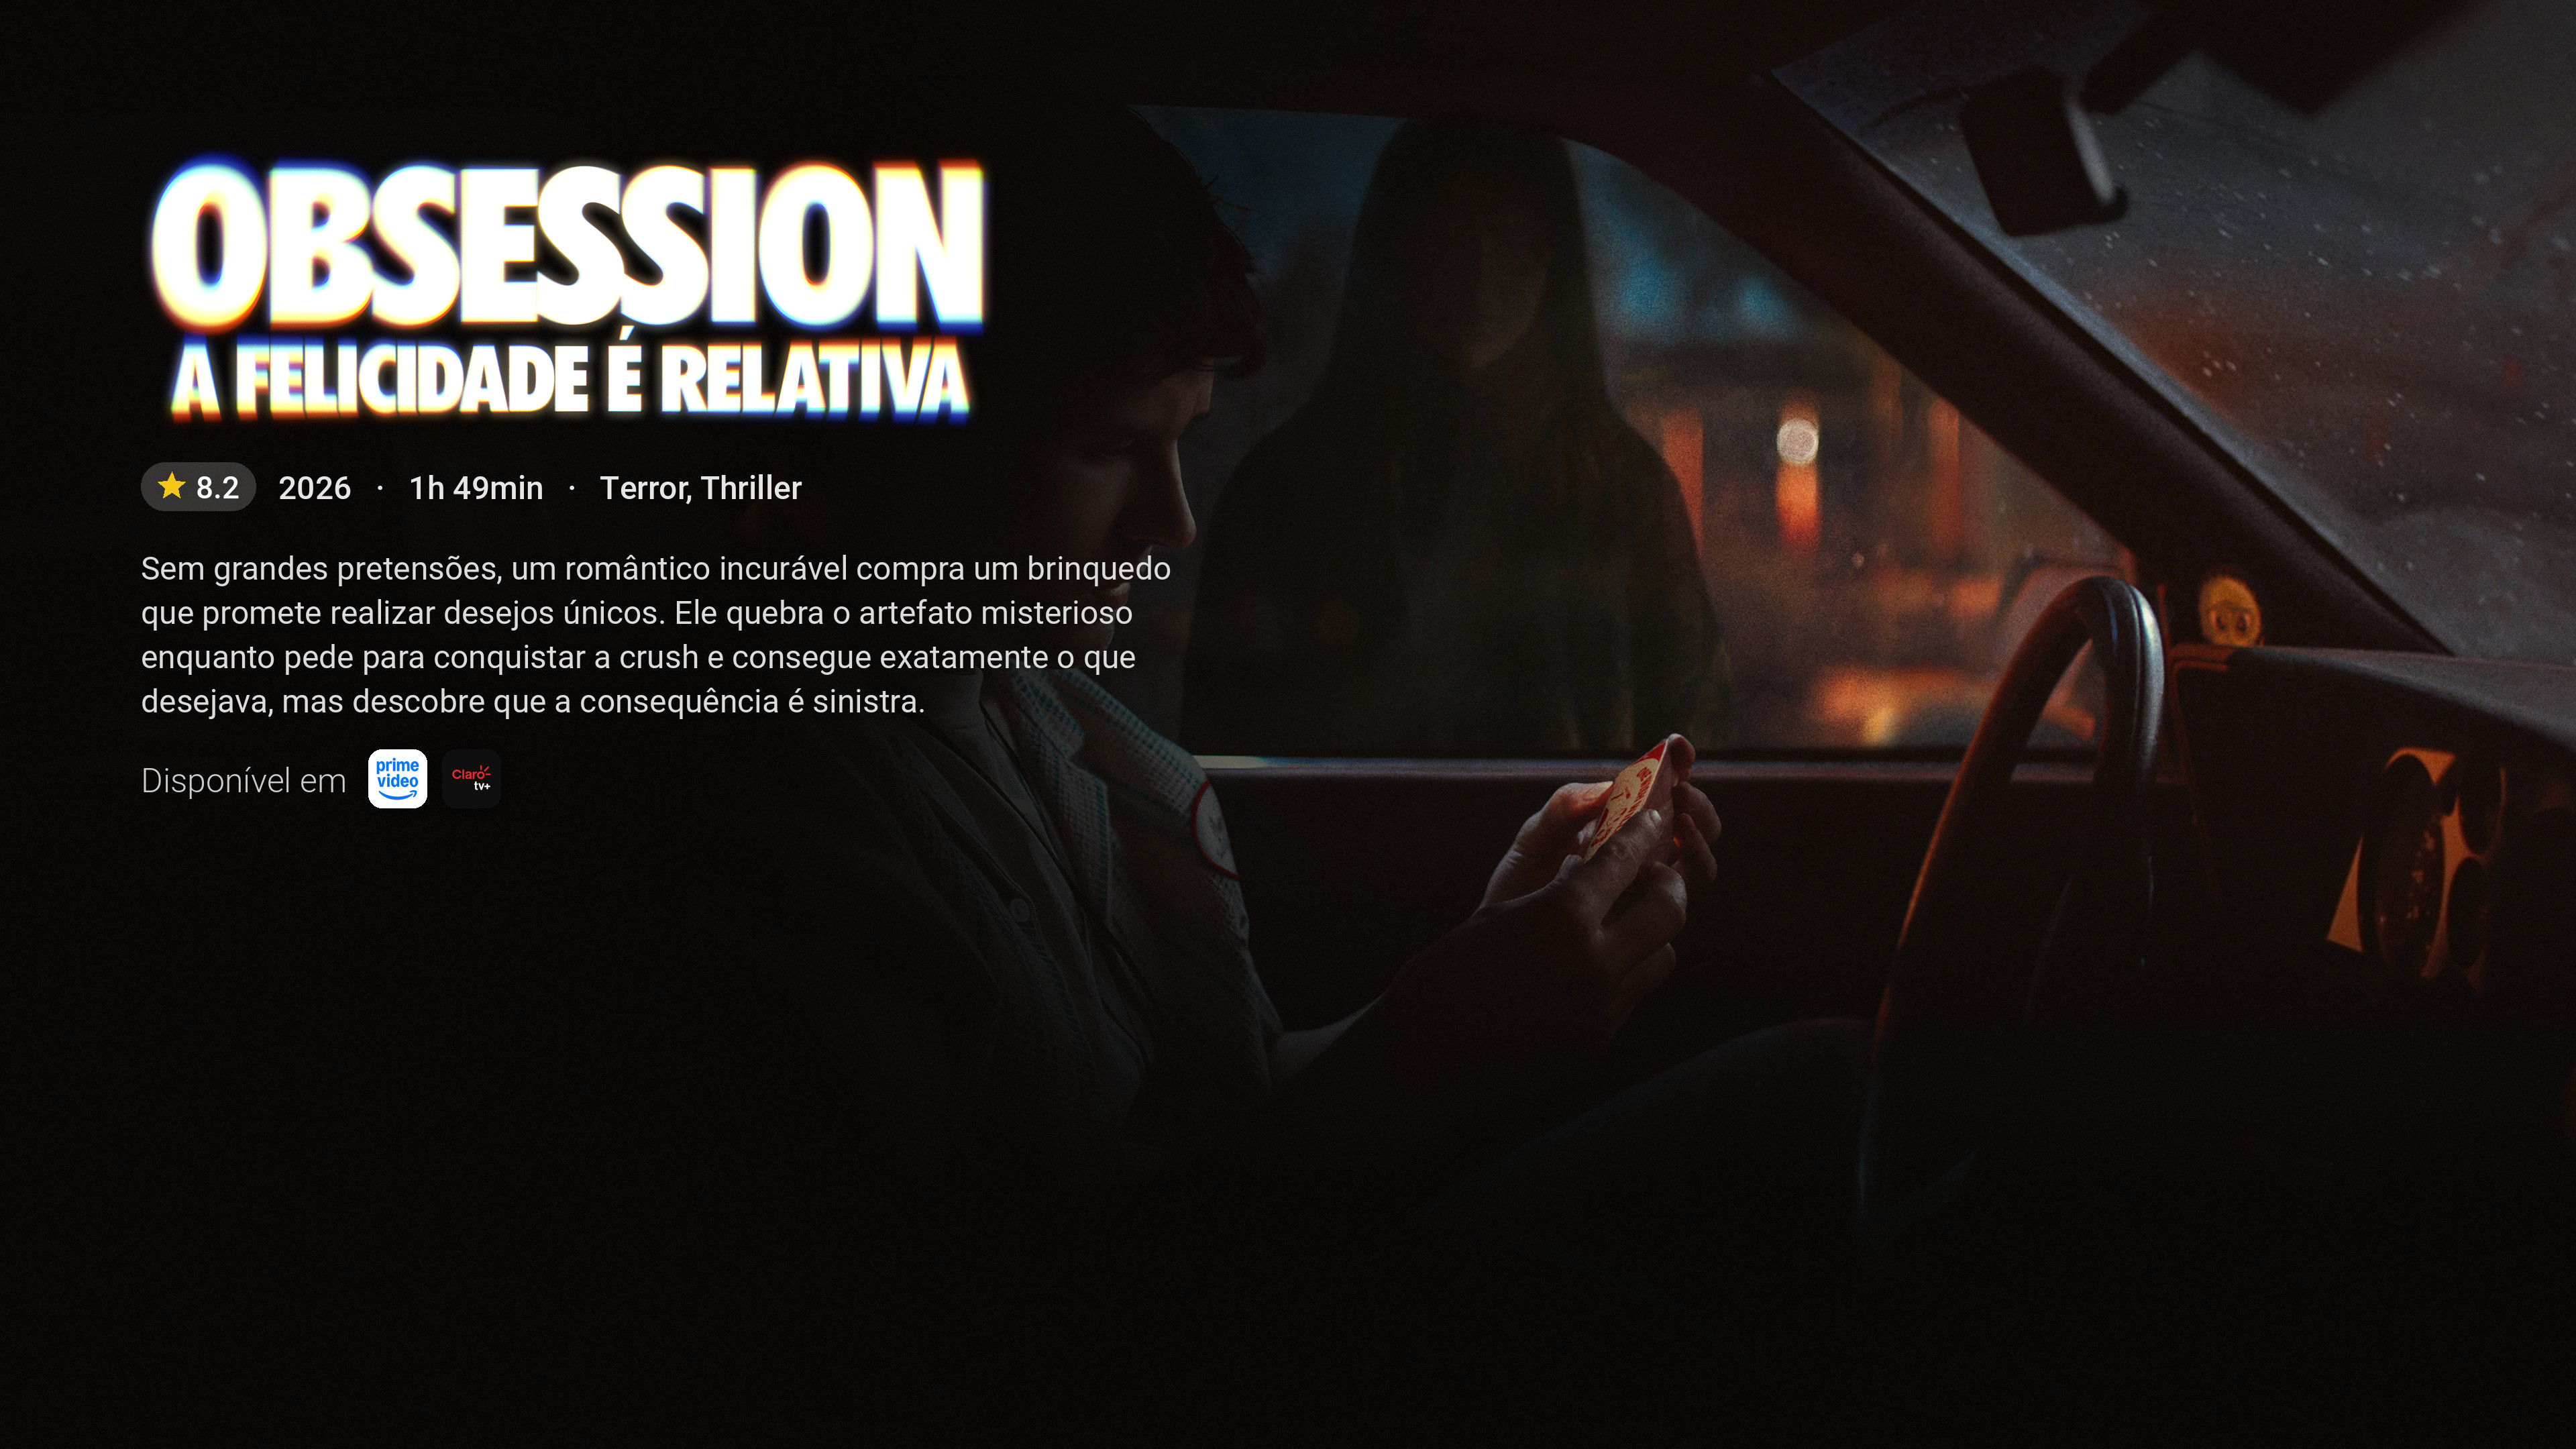 OBSESSION
A FELICIDADE É RELATIVA
8.2 2026 · 1h 49min · Terror, Thriller
Sem grandes pretensões, um romântico incurável compra um brinquedo
que promete realizar desejos únicos. Ele quebra o artefato misterioso
enquanto pede para conquistar a crush e consegue exatamente o que
desejava, mas descobre que a consequência é sinistra.
Disponível em prime video Claro tv+